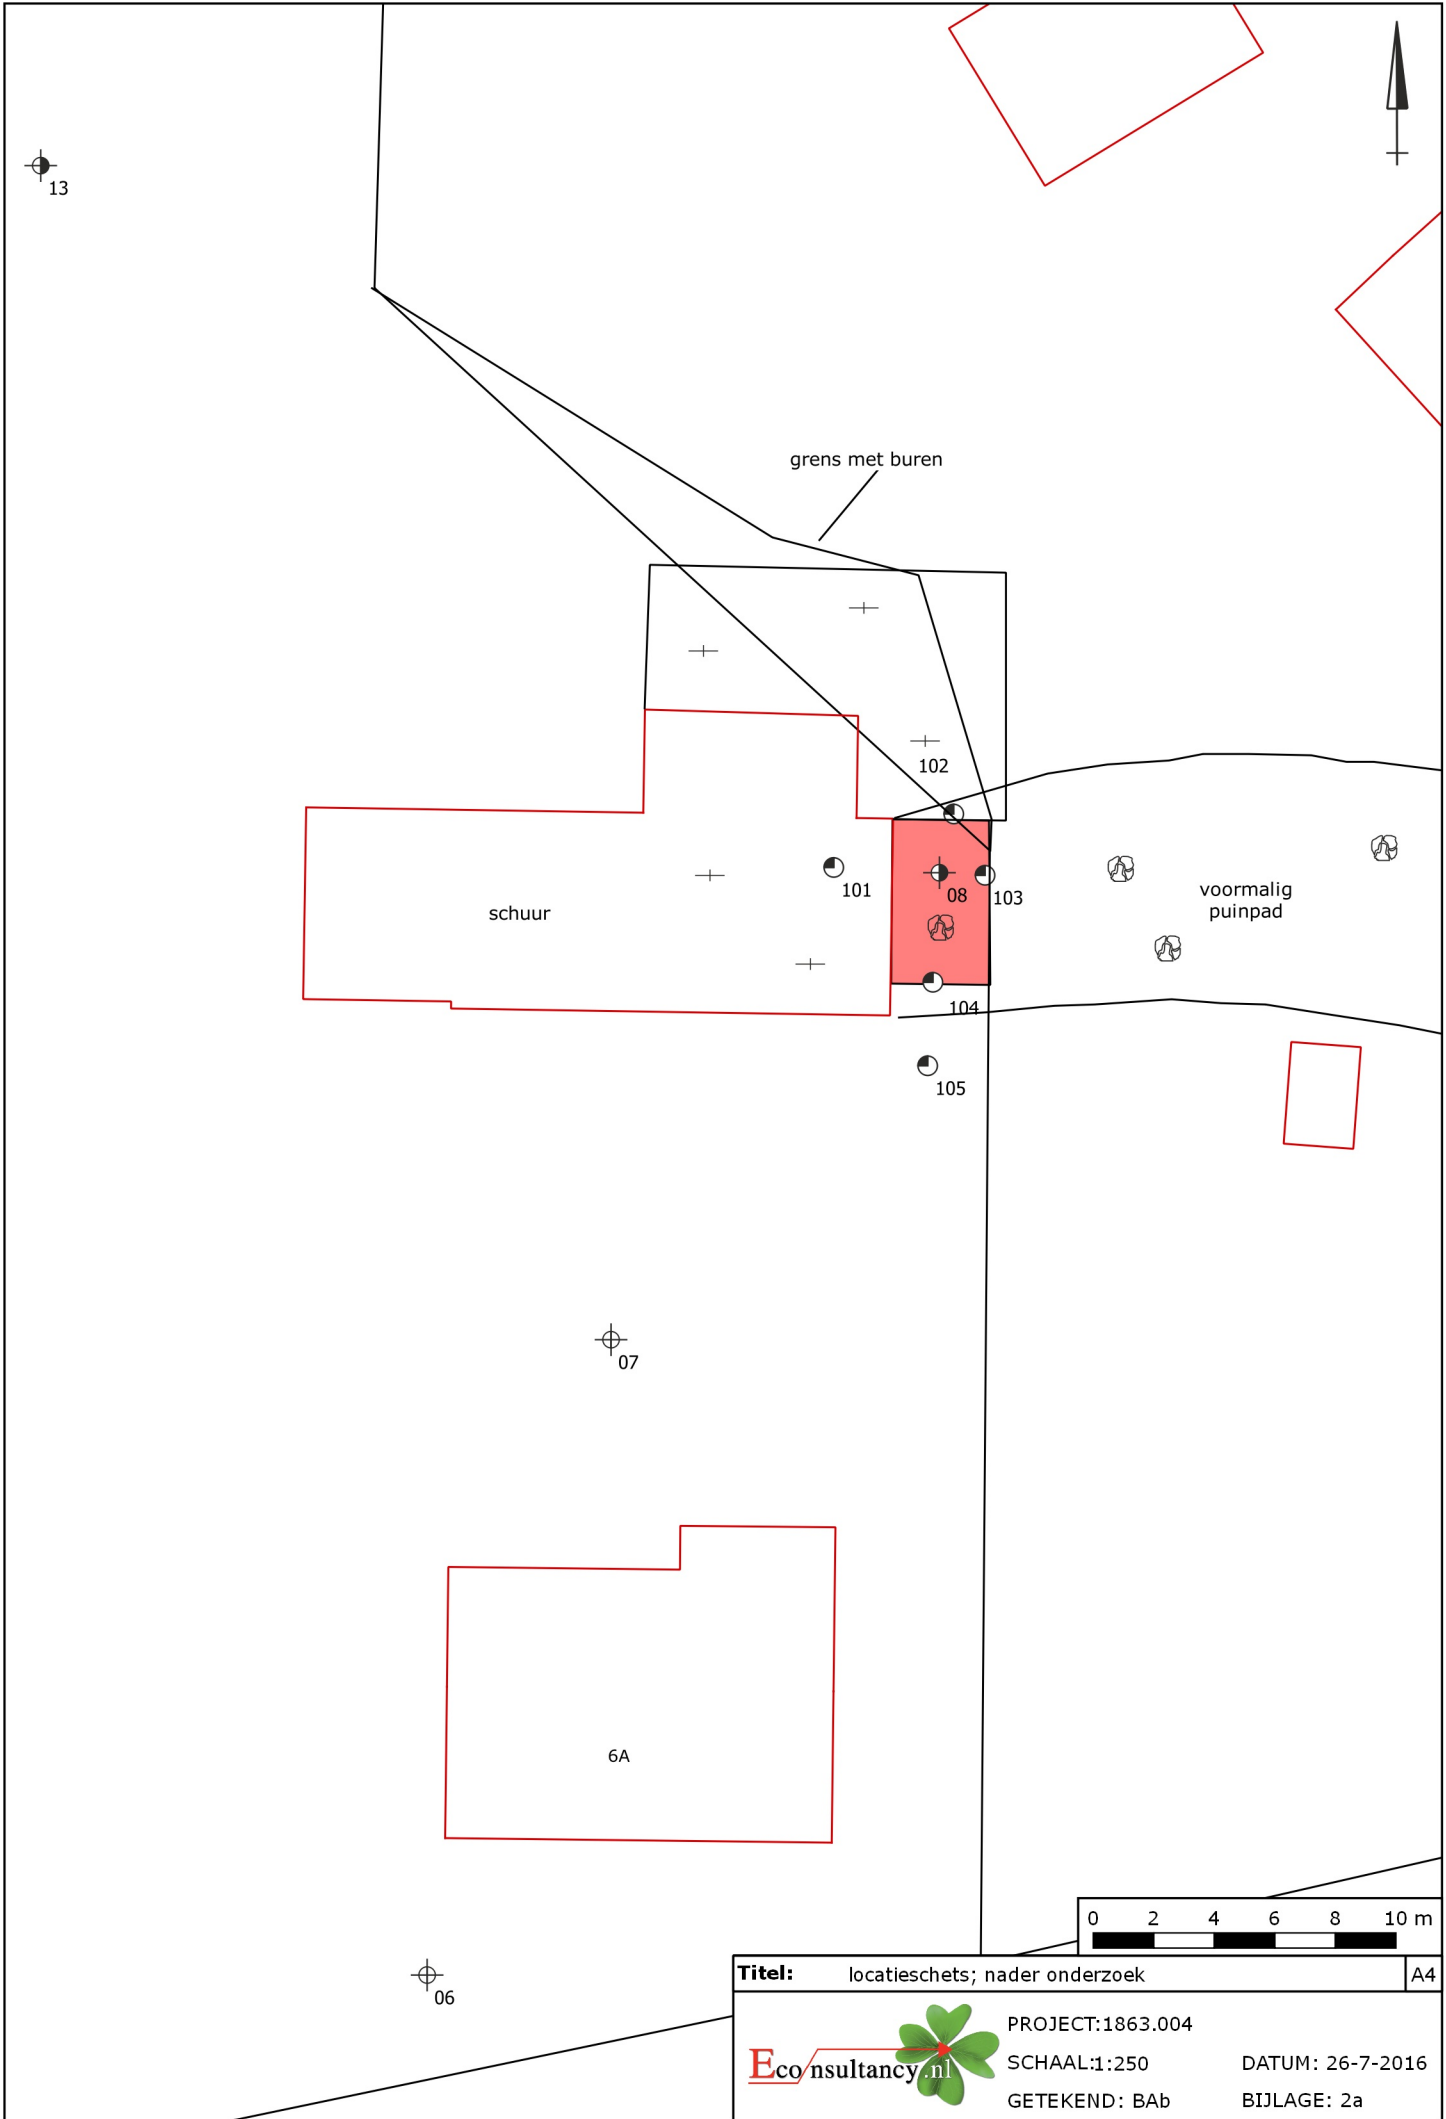 13
grens met buren
102
101
08
103
schuur
voormalig
puinpad
104
105
07
6A
06
0 2 4 6 8 10 m
Titel: locatieschets; nader onderzoek A4
Econsultancy.nl
PROJECT:1863.004
SCHAAL:1:250 DATUM: 26-7-2016
GETEKEND: BAb BIJLAGE: 2a